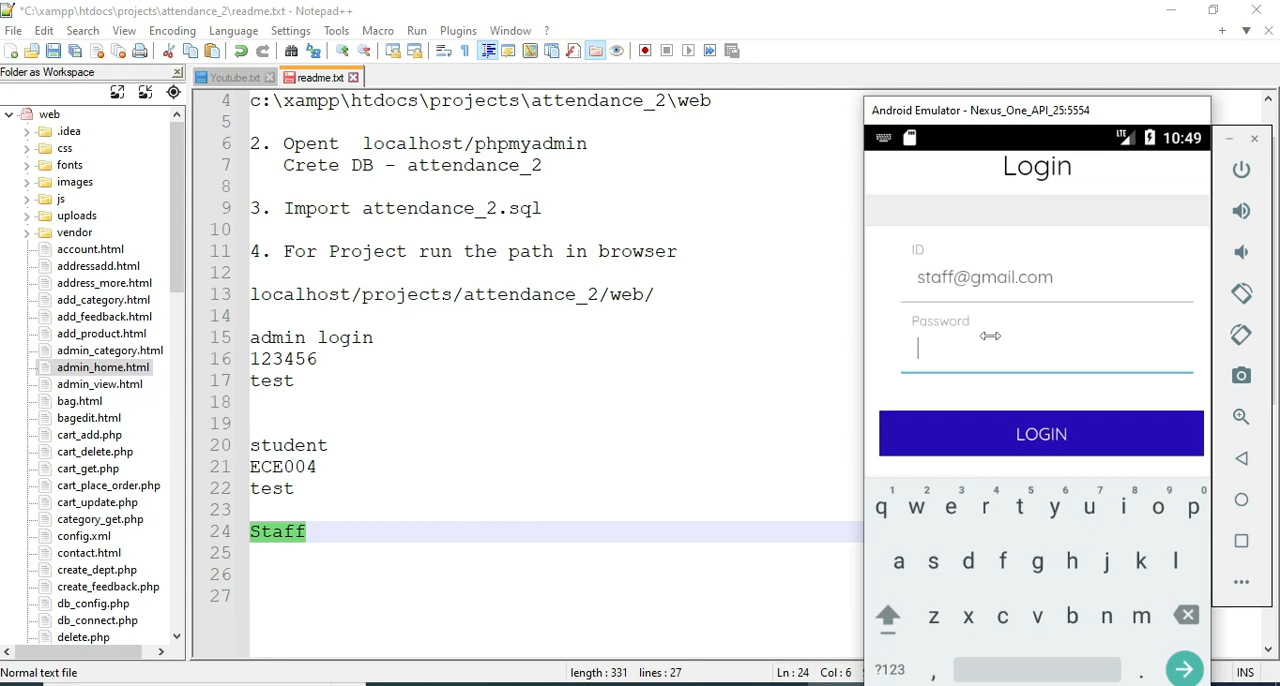 *C:\xampp\htdocs\projects\attendance_2\readme.txt - Notepad++
File Edit Search View Encoding Language Settings Tools Macro Run Plugins Window ?
Folder as Workspace
Youtube.txt readme.txt
web
.idea
css
fonts
images
js
uploads
vendor
account.html
addressadd.html
address_more.html
add_category.html
add_feedback.html
add_product.html
admin_category.html
admin_home.html
admin_view.html
bag.html
bagedit.html
cart_add.php
cart_delete.php
cart_get.php
cart_place_order.php
cart_update.php
category_get.php
config.xml
contact.html
create_dept.php
create_feedback.php
db_config.php
db_connect.php
delete.php
4 c:\xampp\htdocs\projects\attendance_2\web
5
6 2. Opent localhost/phpmyadmin
7 Crete DB - attendance_2
8
9 3. Import attendance_2.sql
10
11 4. For Project run the path in browser
12
13 localhost/projects/attendance_2/web/
14
15 admin login
16 123456
17 test
18
19
20 student
21 ECE004
22 test
23
24 Staff
25
26
27
Android Emulator - Nexus_One_API_25:5554
LTE 10:49
Login
ID
staff@gmail.com
Password
LOGIN
1 2 3 4 5 6 7 8 9 0
q w e r t y u i o p
a s d f g h j k l
z x c v b n m
?123 , .
Normal text file length : 331 lines : 27 Ln : 24 Col : 6 INS